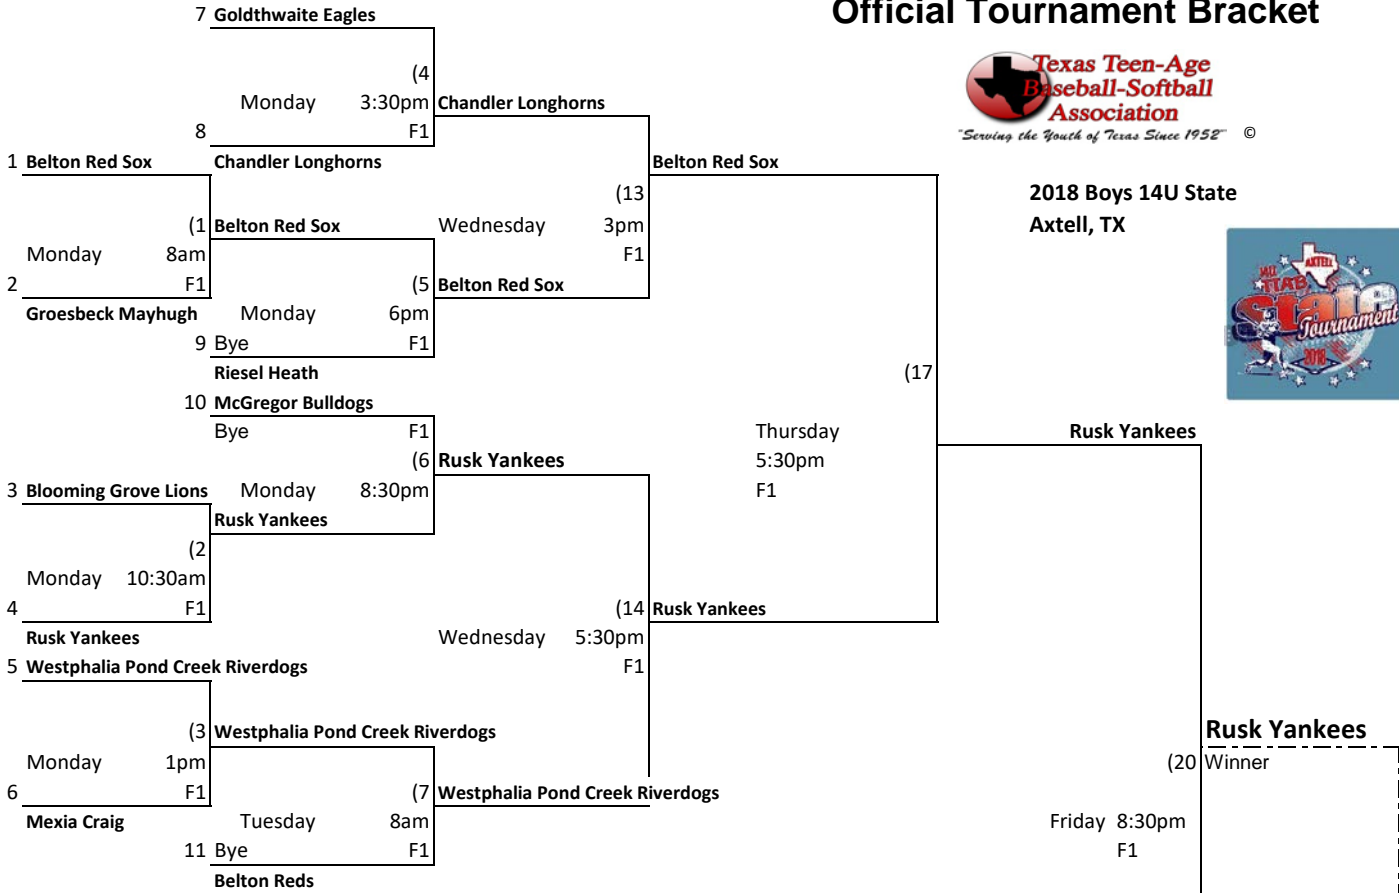 Official Tournament Bracket
7 Goldthwaite Eagles
Texas Teen-Age
Baseball-Softball
Association
"Serving the Youth of Texas Since 1952" ©
(4
Monday 3:30pm Chandler Longhorns
8 F1
1 Belton Red Sox Chandler Longhorns Belton Red Sox
(13
2018 Boys 14U State
(1 Belton Red Sox Wednesday 3pm
Axtell, TX
Monday 8am F1
2 F1 (5 Belton Red Sox
Groesbeck Mayhugh Monday 6pm
9 Bye F1
AXTELL
14U
TTAB
State
Tournament
2018
Riesel Heath (17
10 McGregor Bulldogs
Bye F1 Thursday Rusk Yankees
(6 Rusk Yankees 5:30pm
3 Blooming Grove Lions Monday 8:30pm F1
Rusk Yankees
(2
Monday 10:30am
4 F1 (14 Rusk Yankees
Rusk Yankees Wednesday 5:30pm
5 Westphalia Pond Creek Riverdogs F1
(3 Westphalia Pond Creek Riverdogs Rusk Yankees
Monday 1pm (20 Winner
6 F1 (7 Westphalia Pond Creek Riverdogs
Mexia Craig Tuesday 8am Friday 8:30pm
11 Bye F1 F1
Belton Reds